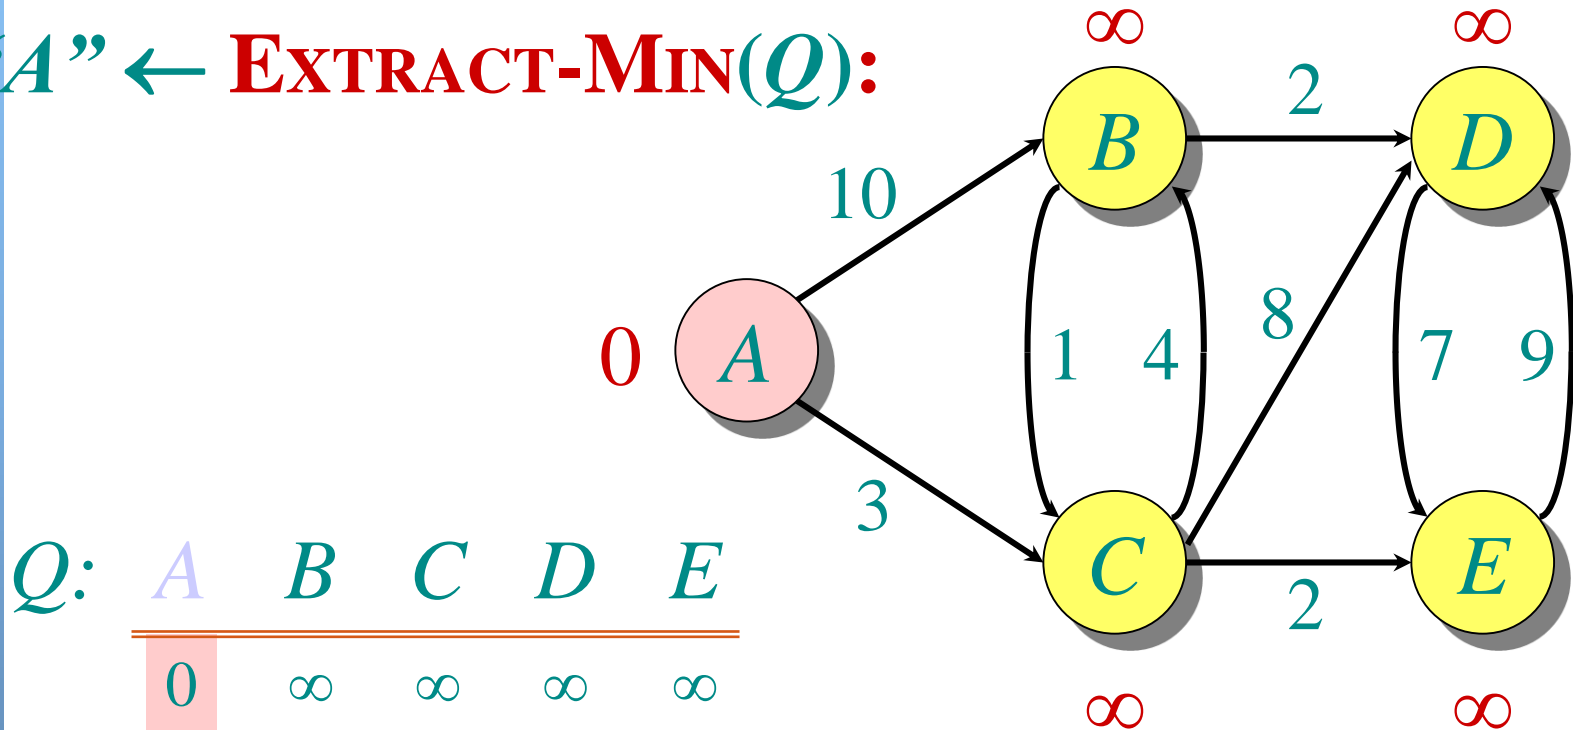 A” ← EXTRACT-MIN(Q):
∞ ∞
2
B D
10
8
0 A 1 4 7 9
3
Q: A B C D E
C E
2
0 ∞ ∞ ∞ ∞
∞ ∞